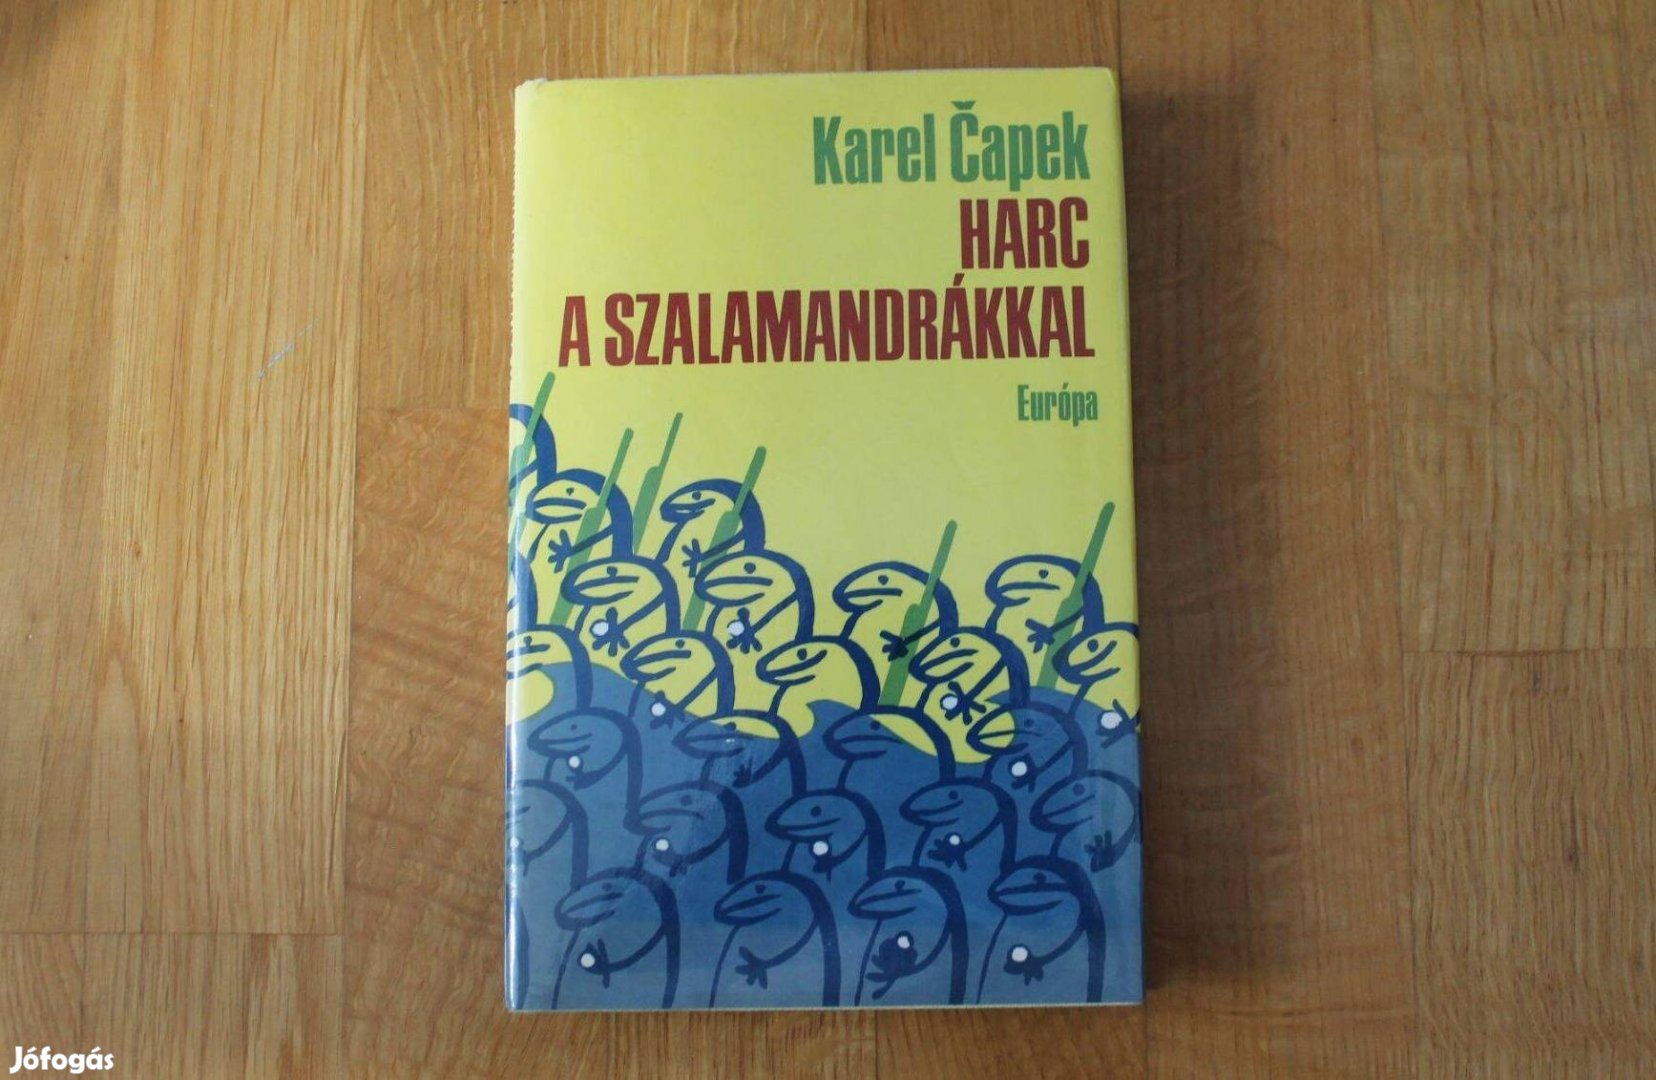 Karel Čapek
HARC
A SZALAMANDRÁKKAL
Európa
Jófogás